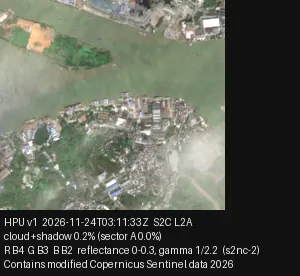 HPU v1 2026-11-24T03:11:33Z S2C L2A
cloud+shadow 0.2% (sector A 0.0%)
R B4 G B3 B B2 reflectance 0-0.3, gamma 1/2.2 (s2nc-2)
Contains modified Copernicus Sentinel data 2026